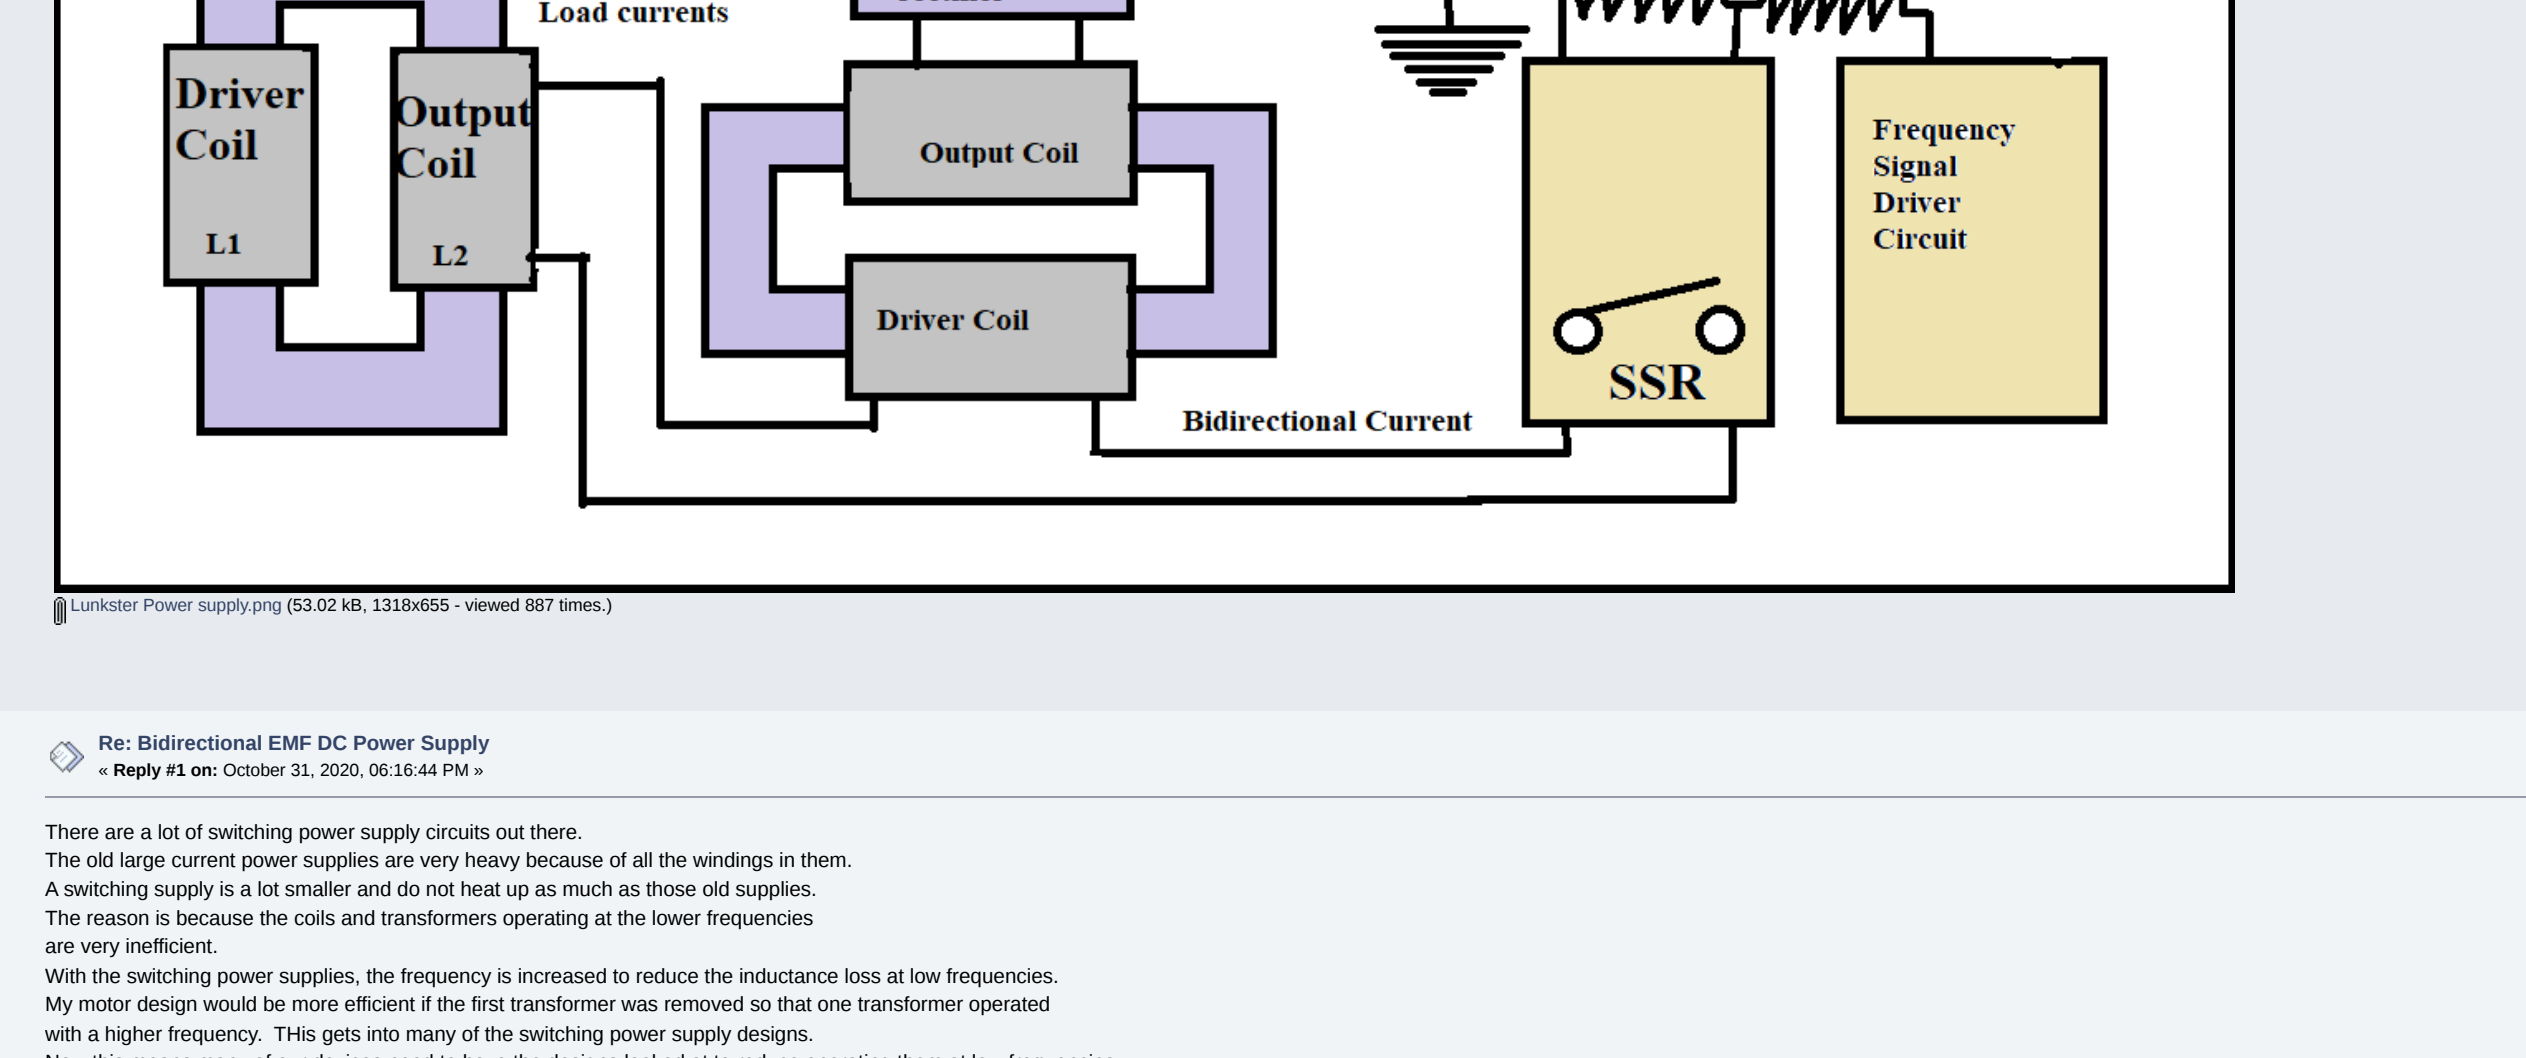 Load currents
Driver
Coil
L1
Output
Coil
L2
Output Coil
Driver Coil
Bidirectional Current
SSR
Frequency
Signal
Driver
Circuit
Lunkster Power supply.png (53.02 kB, 1318x655 - viewed 887 times.)
Re: Bidirectional EMF DC Power Supply
« Reply #1 on: October 31, 2020, 06:16:44 PM »
There are a lot of switching power supply circuits out there.
The old large current power supplies are very heavy because of all the windings in them.
A switching supply is a lot smaller and do not heat up as much as those old supplies.
The reason is because the coils and transformers operating at the lower frequencies
are very inefficient.
With the switching power supplies, the frequency is increased to reduce the inductance loss at low frequencies.
My motor design would be more efficient if the first transformer was removed so that one transformer operated
with a higher frequency.  THis gets into many of the switching power supply designs.